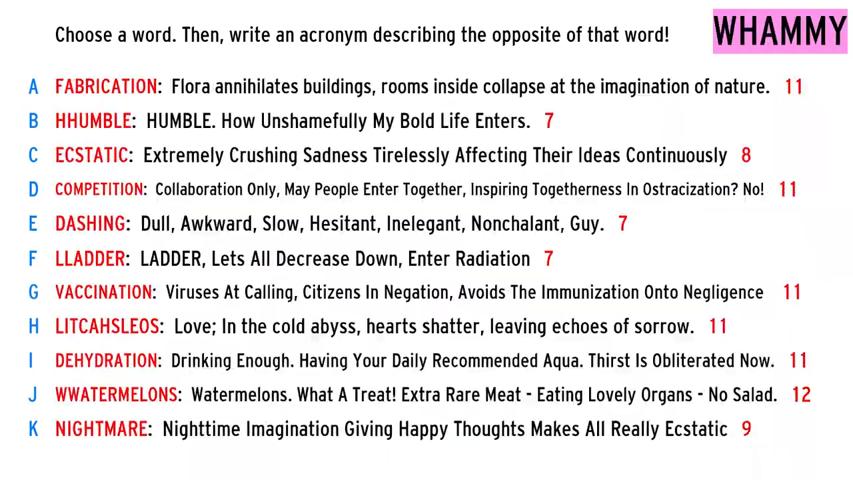 Choose a word. Then, write an acronym describing the opposite of that word! WHAMMY
A FABRICATION: Flora annihilates buildings, rooms inside collapse at the imagination of nature. 11
B HHUMBLE: HUMBLE. How Unshamefully My Bold Life Enters. 7
C ECSTATIC: Extremely Crushing Sadness Tirelessly Affecting Their Ideas Continuously 8
D COMPETITION: Collaboration Only, May People Enter Together, Inspiring Togetherness In Ostracization? No! 11
E DASHING: Dull, Awkward, Slow, Hesitant, Inelegant, Nonchalant, Guy. 7
F LLADDER: LADDER, Lets All Decrease Down, Enter Radiation 7
G VACCINATION: Viruses At Calling, Citizens In Negation, Avoids The Immunization Onto Negligence 11
H LITCAHSLEOS: Love; In the cold abyss, hearts shatter, leaving echoes of sorrow. 11
I DEHYDRATION: Drinking Enough. Having Your Daily Recommended Aqua. Thirst Is Obliterated Now. 11
J WWATERMELONS: Watermelons. What A Treat! Extra Rare Meat - Eating Lovely Organs - No Salad. 12
K NIGHTMARE: Nighttime Imagination Giving Happy Thoughts Makes All Really Ecstatic 9